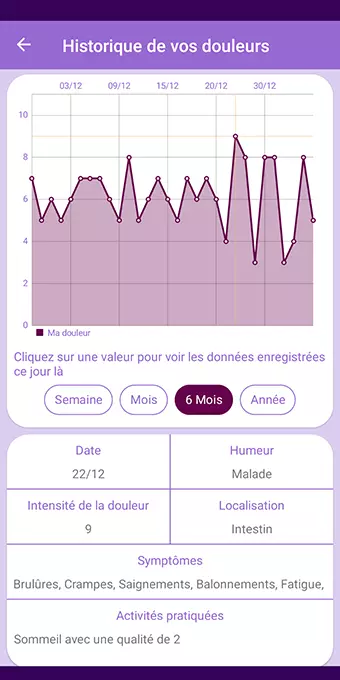 Historique de vos douleurs
03/12 09/12 15/12 20/12 30/12
10
8
6
4
2
0
Ma douleur
Cliquez sur une valeur pour voir les données enregistrées
ce jour là
Semaine Mois 6 Mois Année
Date Humeur
22/12 Malade
Intensité de la douleur Localisation
9 Intestin
Symptômes
Brulûres, Crampes, Saignements, Balonnements, Fatigue,
Activités pratiquées
Sommeil avec une qualité de 2